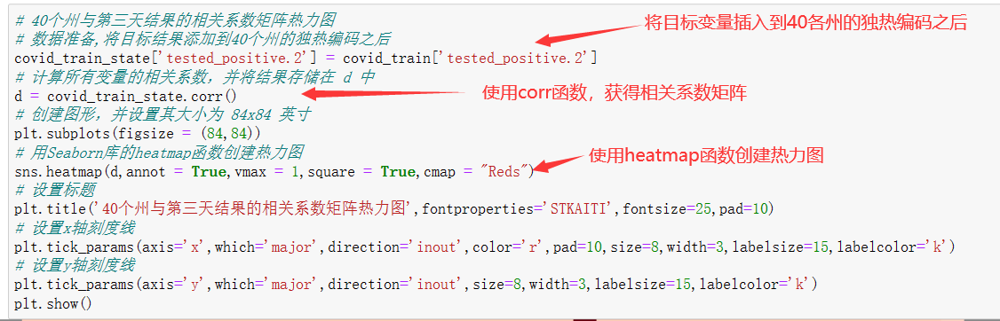 # 40个州与第三天结果的相关系数矩阵热力图
将目标变量插入到40各州的独热编码之后
# 数据准备,将目标结果添加到40个州的独热编码之后
covid_train_state['tested_positive.2'] = covid_train['tested_positive.2']
# 计算所有变量的相关系数，并将结果存储在 d 中
d = covid_train_state.corr()
使用corr函数，获得相关系数矩阵
# 创建图形，并设置其大小为 84x84 英寸
plt.subplots(figsize = (84,84))
# 用Seaborn库的heatmap函数创建热力图
使用heatmap函数创建热力图
sns.heatmap(d,annot = True,vmax = 1,square = True,cmap = "Reds")
# 设置标题
plt.title('40个州与第三天结果的相关系数矩阵热力图',fontproperties='STKAITI',fontsize=25,pad=10)
# 设置x轴刻度线
plt.tick_params(axis='x',which='major',direction='inout',color='r',pad=10,size=8,width=3,labelsize=15,labelcolor='k')
# 设置y轴刻度线
plt.tick_params(axis='y',which='major',direction='inout',size=8,width=3,labelsize=15,labelcolor='k')
plt.show()